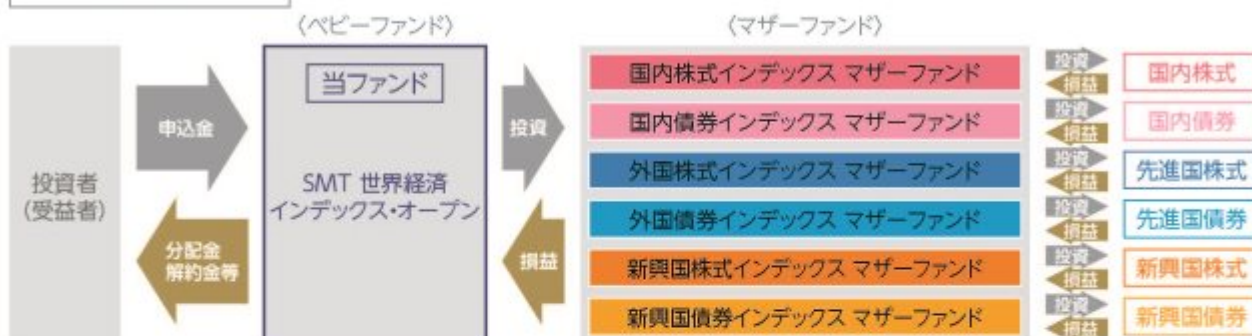 〈ベビーファンド〉
〈マザーファンド〉
投資者
(受益者)
申込金
分配金
解約金等
当ファンド
SMT 世界経済
インデックス・オープン
投資
損益
国内株式インデックス マザーファンド
投資
損益
国内株式
国内債券インデックス マザーファンド
投資
損益
国内債券
外国株式インデックス マザーファンド
投資
損益
先進国株式
外国債券インデックス マザーファンド
投資
損益
先進国債券
新興国株式インデックス マザーファンド
投資
損益
新興国株式
新興国債券インデックス マザーファンド
投資
損益
新興国債券